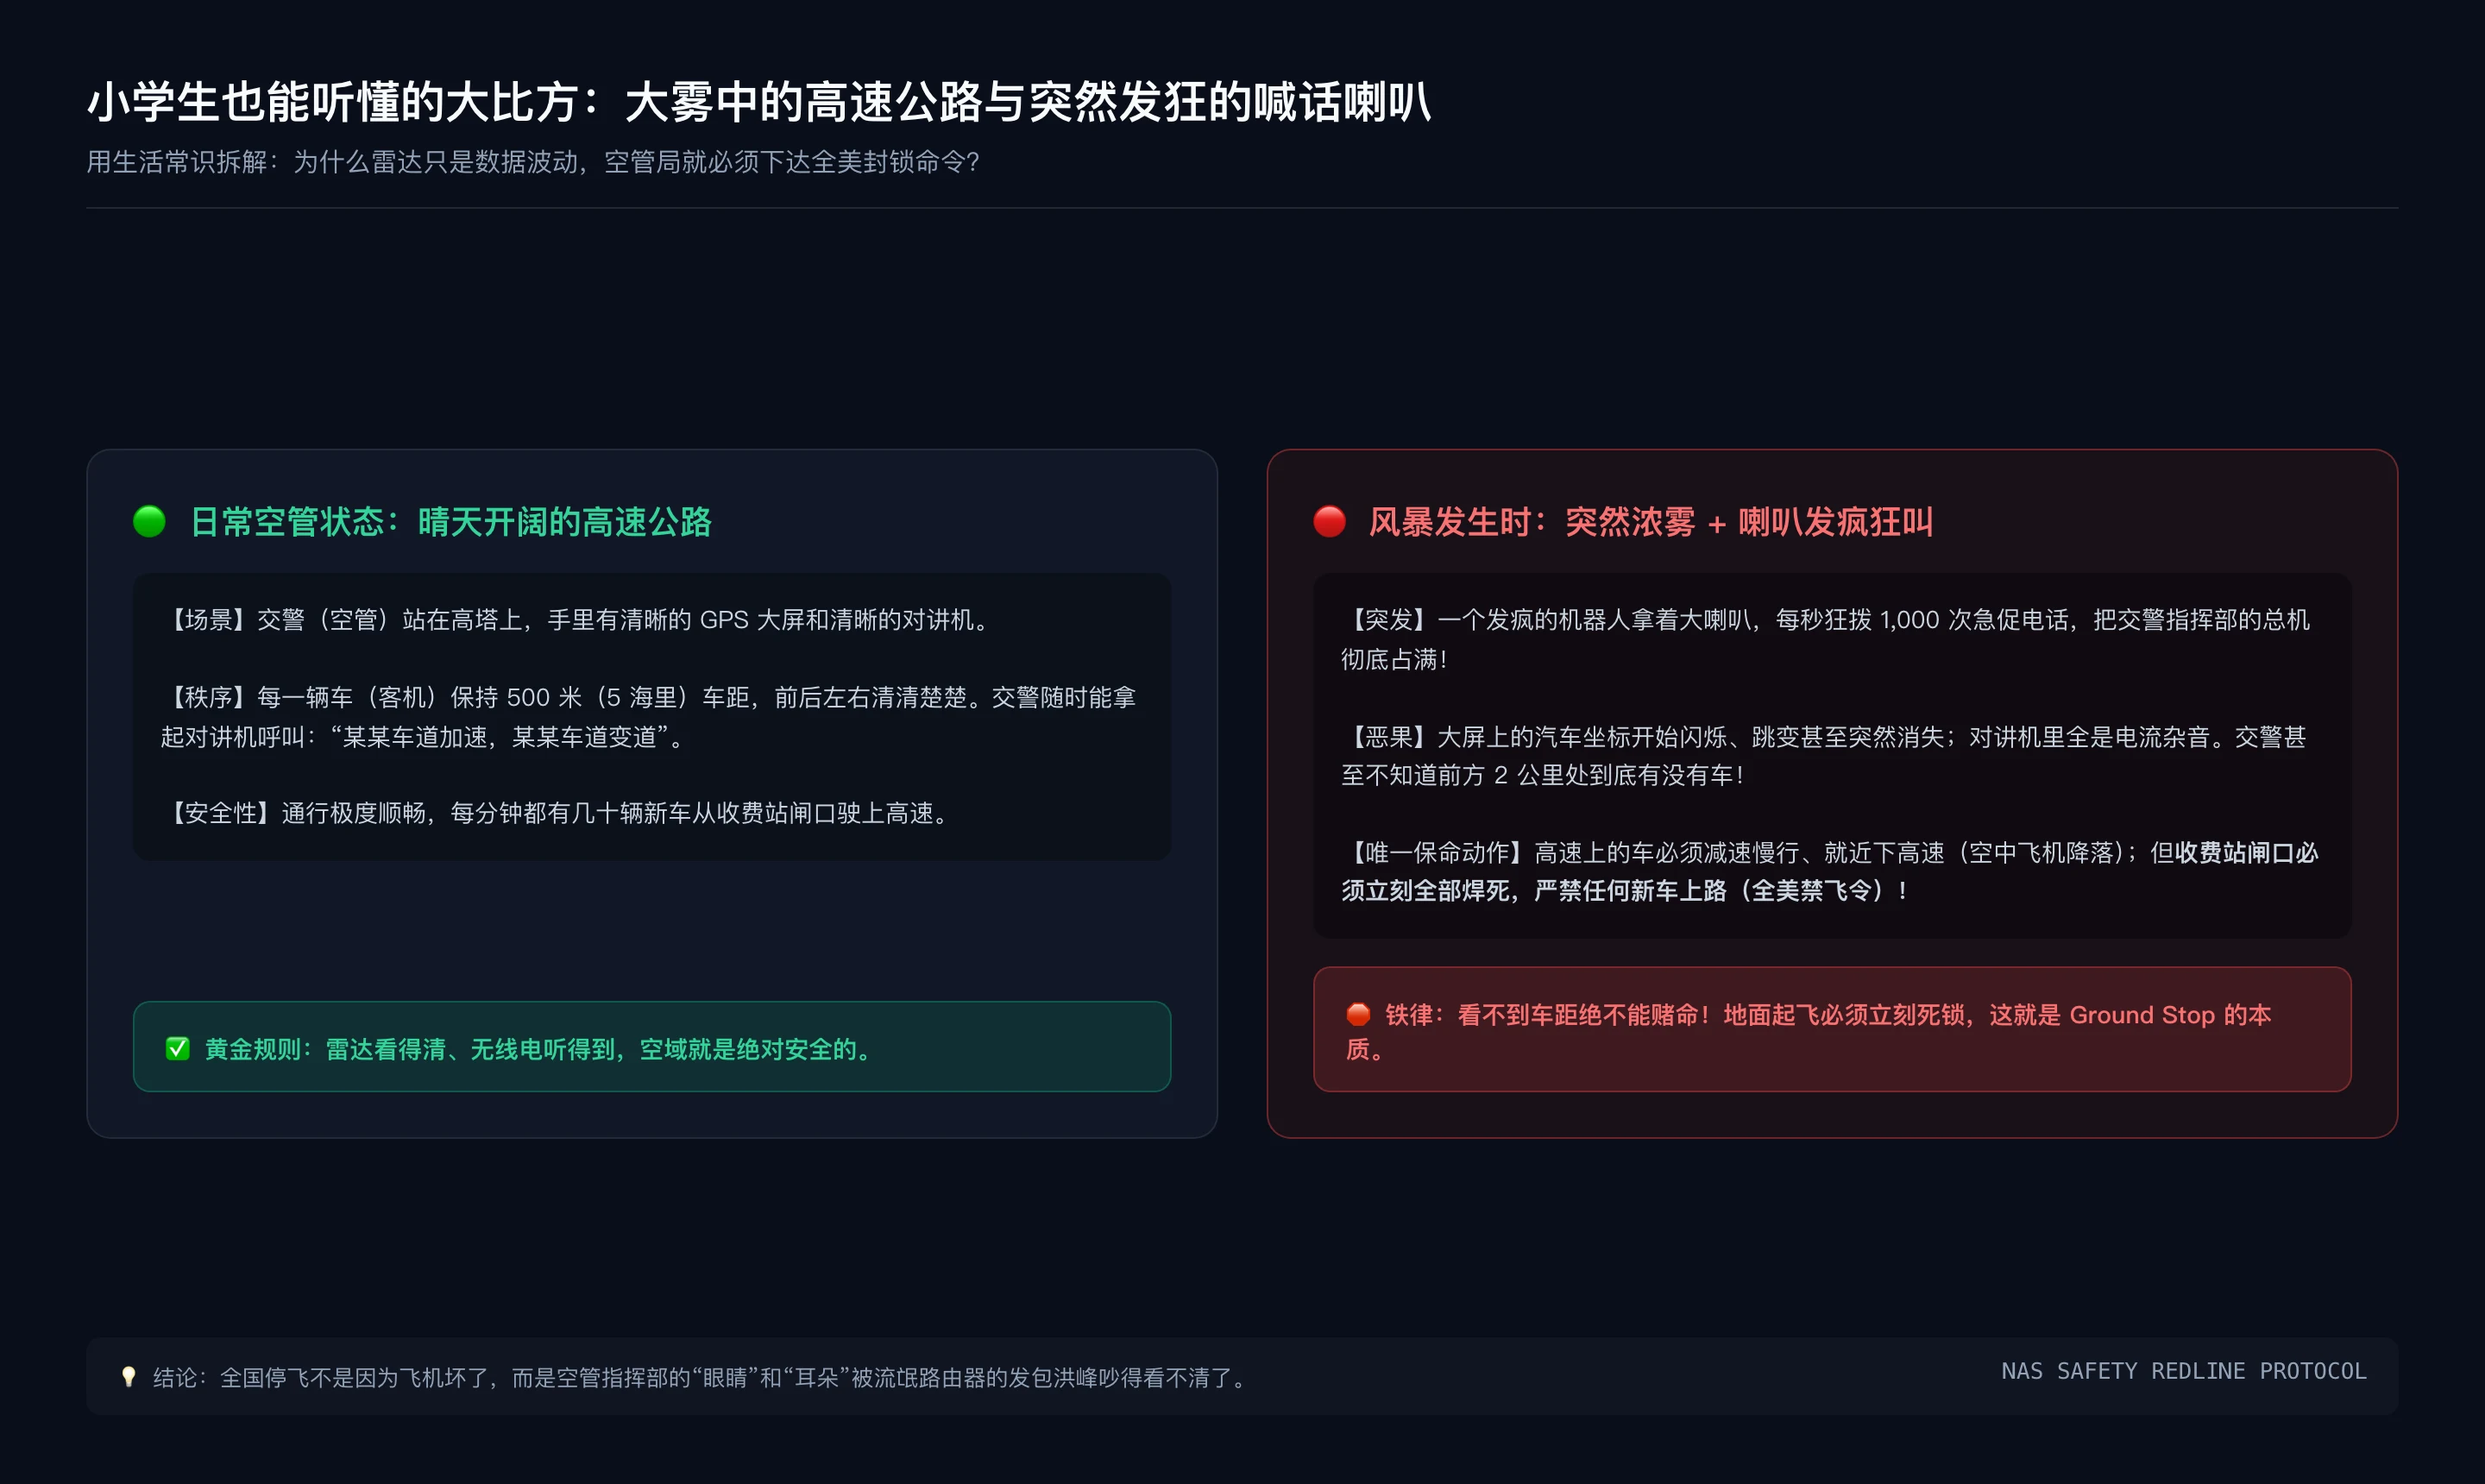 小学生也能听懂的大比方：大雾中的高速公路与突然发狂的喊话喇叭
用生活常识拆解：为什么雷达只是数据波动，空管局就必须下达全美封锁命令？
🟢 日常空管状态：晴天开阔的高速公路
【场景】交警（空管）站在高塔上，手里有清晰的 GPS 大屏和清晰的对讲机。
【秩序】每一辆车（客机）保持 500 米（5 海里）车距，前后左右清清楚楚。交警随时能拿
起对讲机呼叫：“某某车道加速，某某车道变道”。
【安全性】通行极度顺畅，每分钟都有几十辆新车从收费站闸口驶上高速。
✅ 黄金规则：雷达看得清、无线电听得到，空域就是绝对安全的。
🔴 风暴发生时：突然浓雾 + 喇叭发疯狂叫
【突发】一个发疯的机器人拿着大喇叭，每秒狂拨 1,000 次急促电话，把交警指挥部的总机
彻底占满！
【恶果】大屏上的汽车坐标开始闪烁、跳变甚至突然消失；对讲机里全是电流杂音。交警甚
至不知道前方 2 公里处到底有没有车！
【唯一保命动作】高速上的车必须减速慢行、就近下高速（空中飞机降落）；但收费站闸口必
须立刻全部焊死，严禁任何新车上路（全美禁飞令）！
🛑 铁律：看不到车距绝不能赌命！地面起飞必须立刻死锁，这就是 Ground Stop 的本
质。
💡 结论：全国停飞不是因为飞机坏了，而是空管指挥部的“眼睛”和“耳朵”被流氓路由器的发包洪峰吵得看不清了。
NAS SAFETY REDLINE PROTOCOL